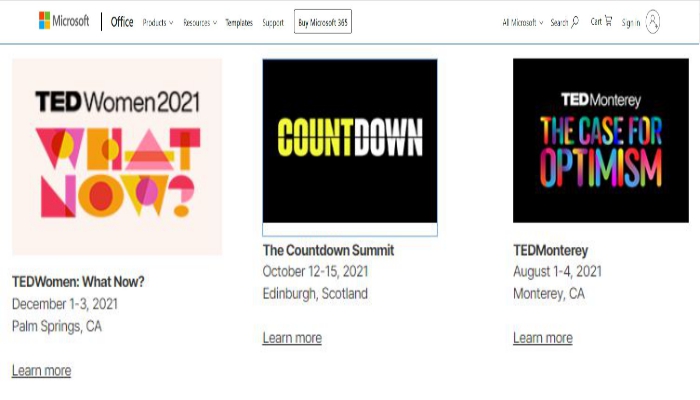 Microsoft Office Products Resources Templates Support Buy Microsoft 365 All Microsoft Search Cart Sign in
TEDWomen2021
WHAT
NOW?
TEDWomen: What Now?
December 1-3, 2021
Palm Springs, CA
Learn more
COUNTDOWN
The Countdown Summit
October 12-15, 2021
Edinburgh, Scotland
Learn more
TEDMonterey
THE CASE FOR
OPTIMISM
TEDMonterey
August 1-4, 2021
Monterey, CA
Learn more